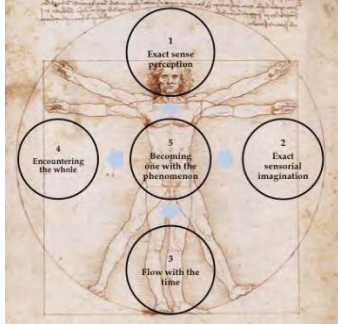 1
Exact sense
perception
4
Encountering
the whole
5
Becoming
one with the
phenomenon
2
Exact
sensorial
imagination
3
Flow with the
time